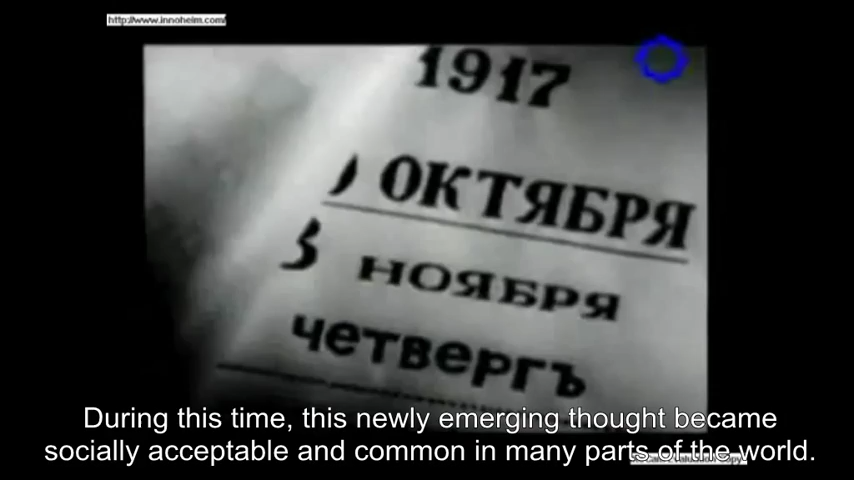 http://www.innoheim.com/
1917
ОКТЯБРЯ
НОЯБРЯ
четвергъ
During this time, this newly emerging thought became
socially acceptable and common in many parts of the world.